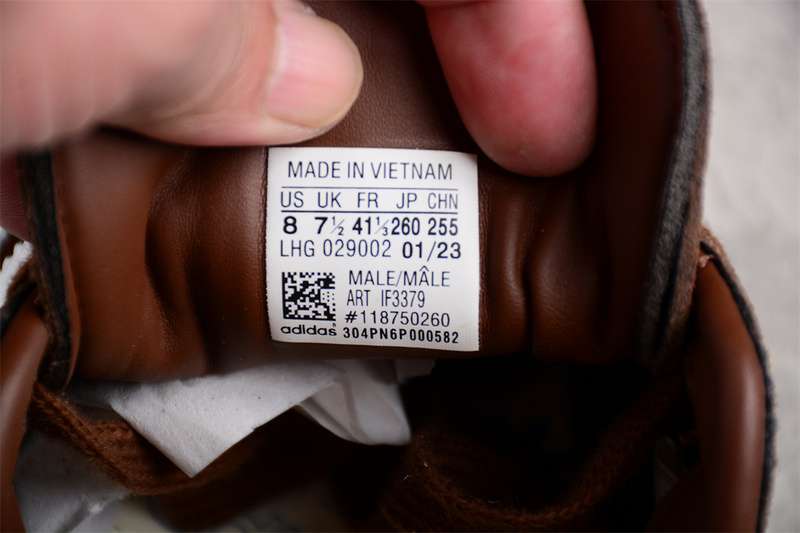 MADE IN VIETNAM
US UK FR JP CHN
8 7½ 41⅓ 260 255
LHG 029002 01/23
MALE/MÂLE
ART IF3379
#118750260
adidas 304PN6P000582